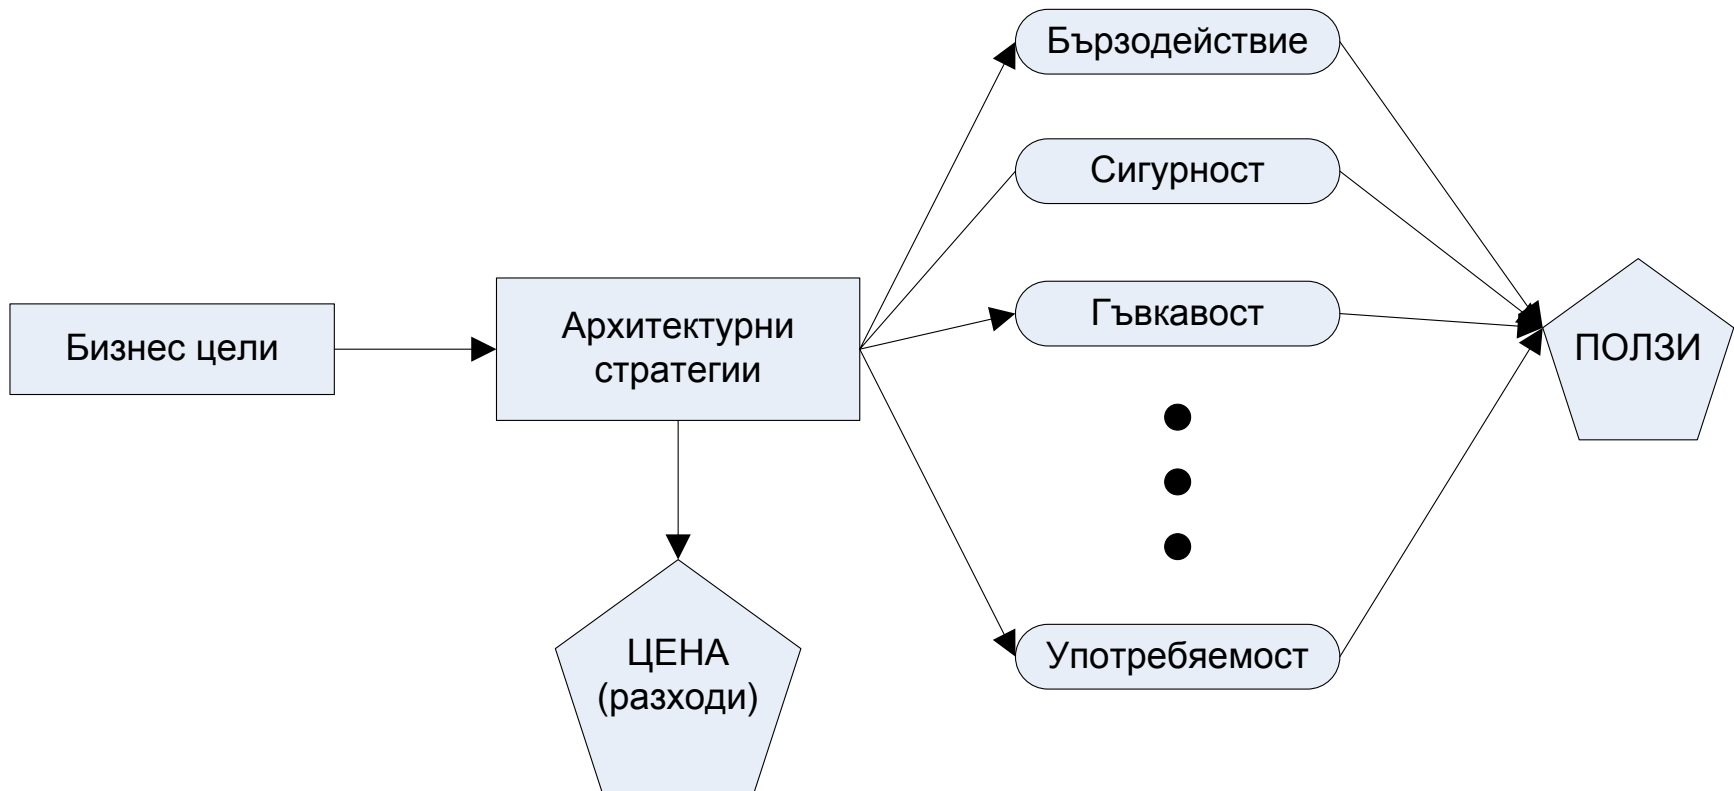 Бързодействие
Сигурност
Гъвкавост
Употребяемост
Бизнес цели
Архитектурни
стратегии
ЦЕНА
(разходи)
ПОЛЗИ